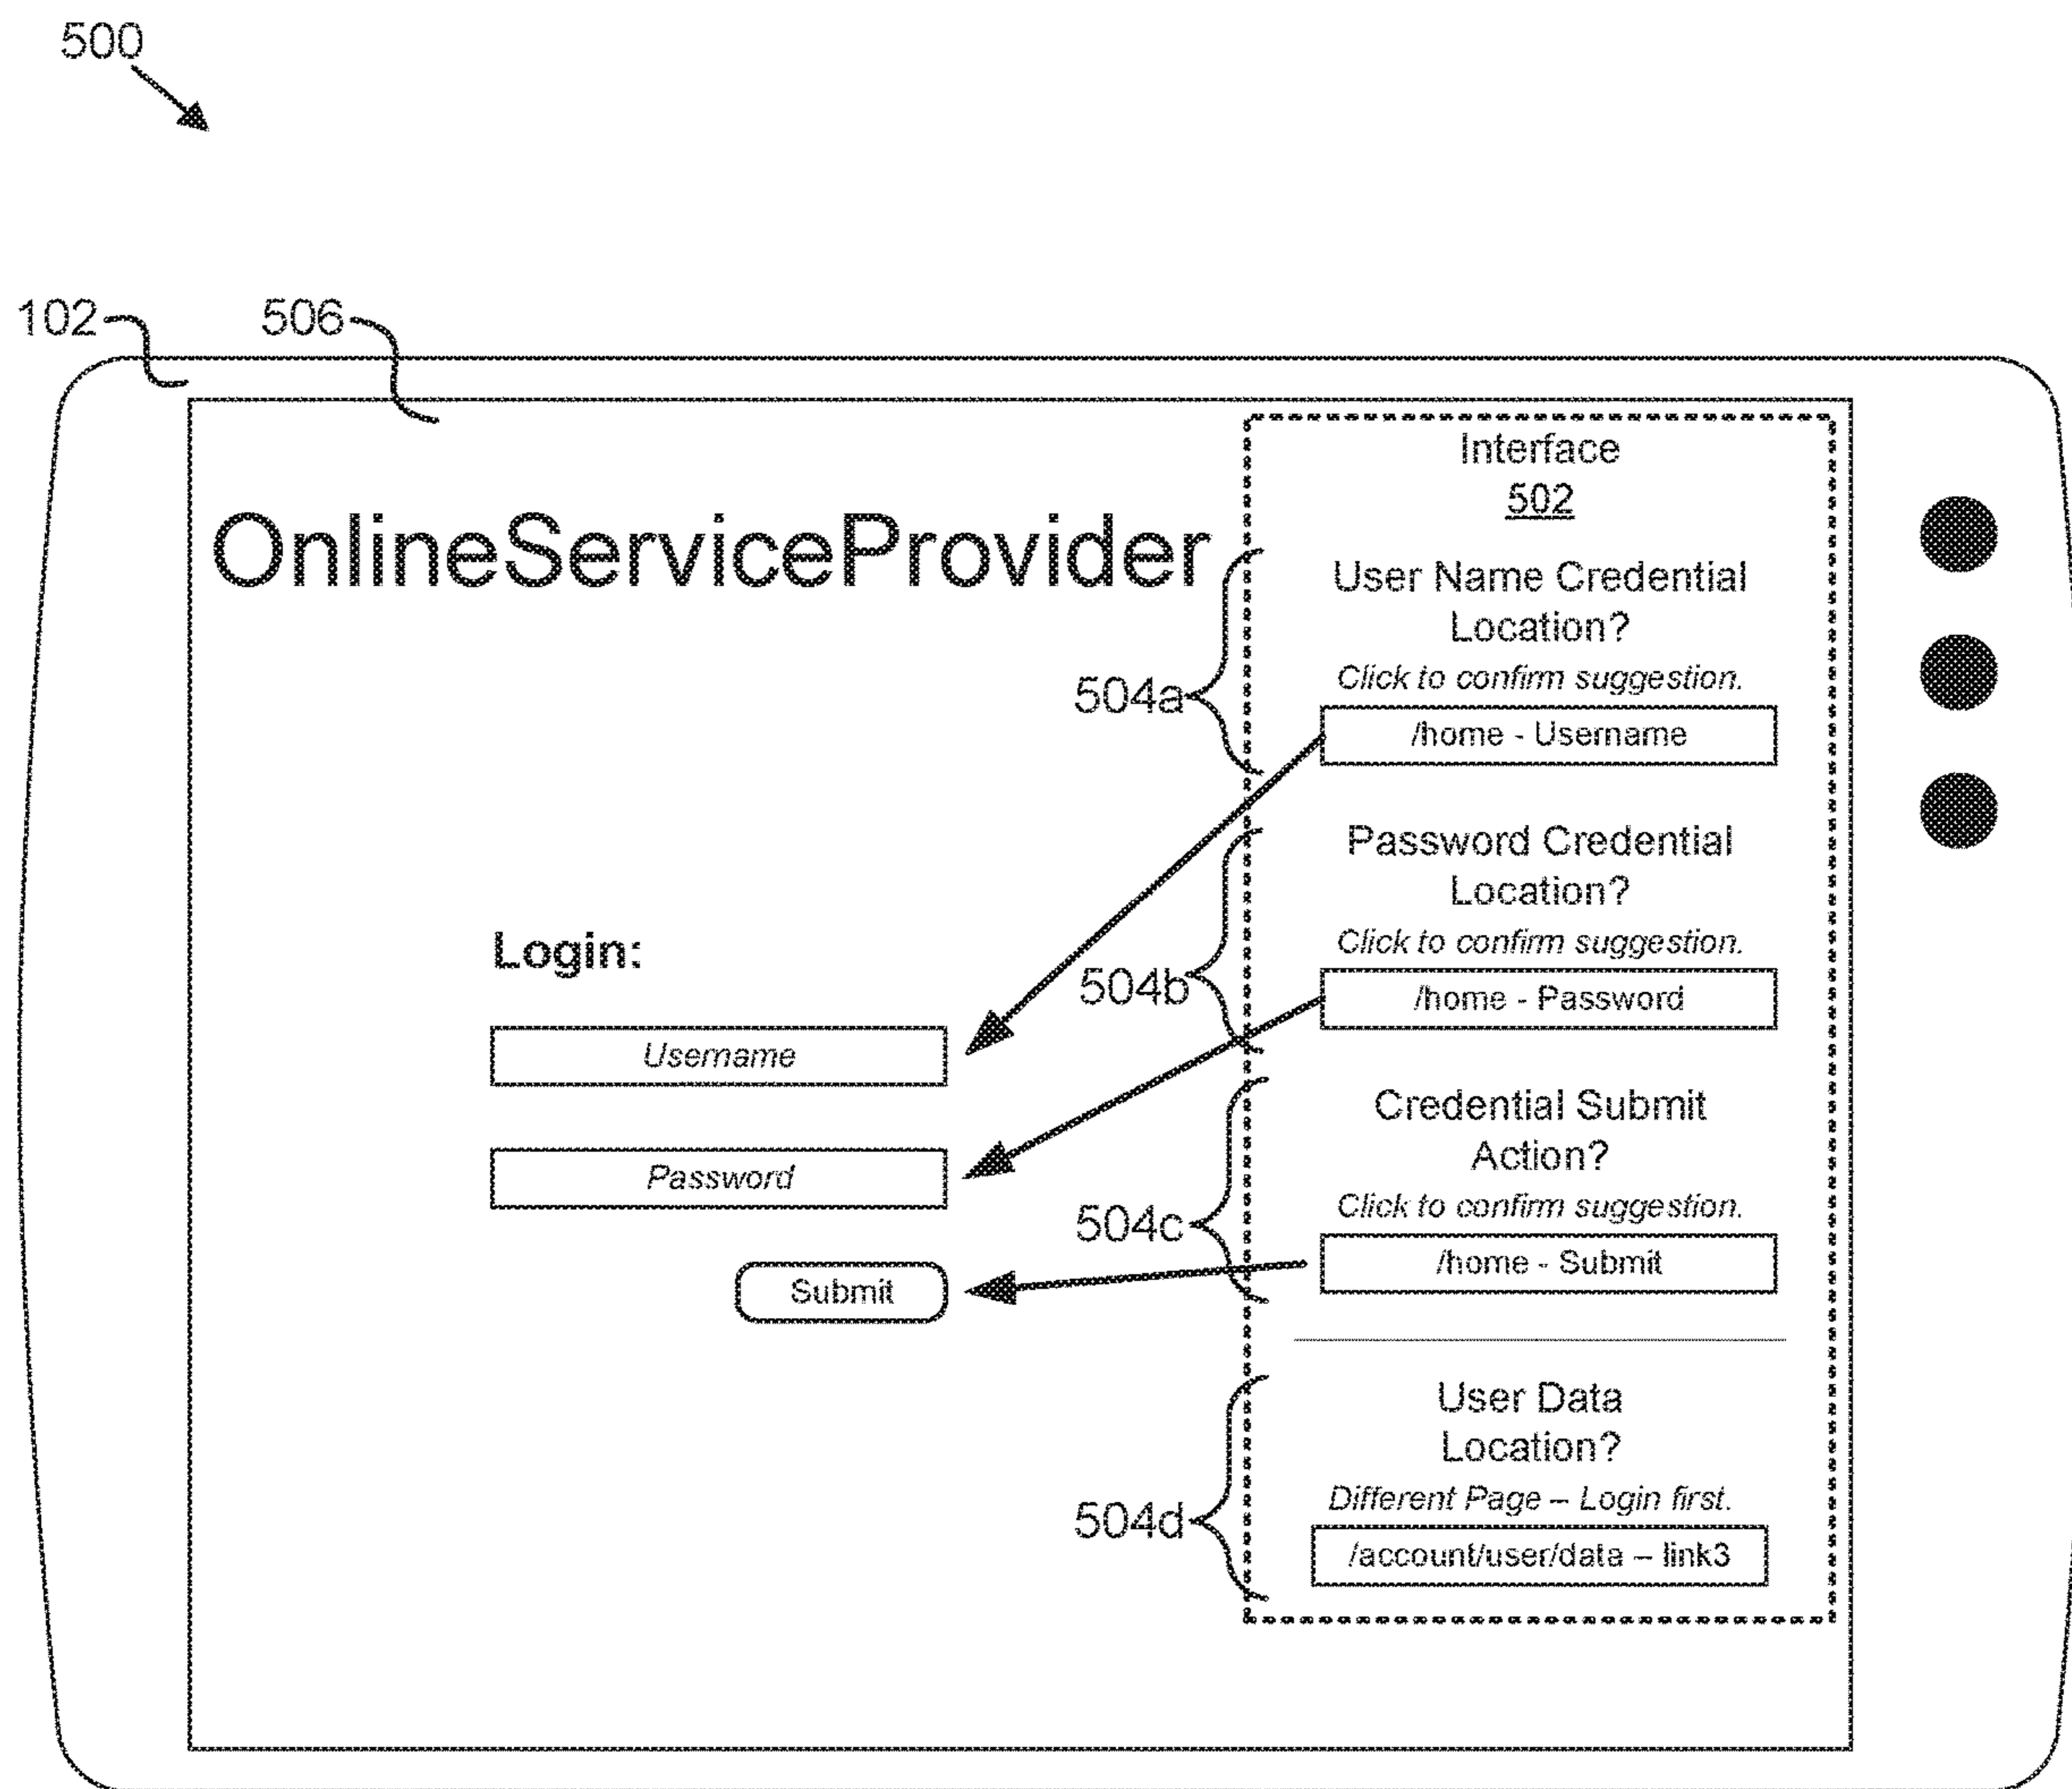 500
102
506
OnlineServiceProvider
Login:
Username
Password
Submit
Interface
502
504a
User Name Credential
Location?
Click to confirm suggestion.
/home - Username
504b
Password Credential
Location?
Click to confirm suggestion.
/home - Password
504c
Credential Submit
Action?
Click to confirm suggestion.
/home - Submit
504d
User Data
Location?
Different Page – Login first.
/account/user/data – link3